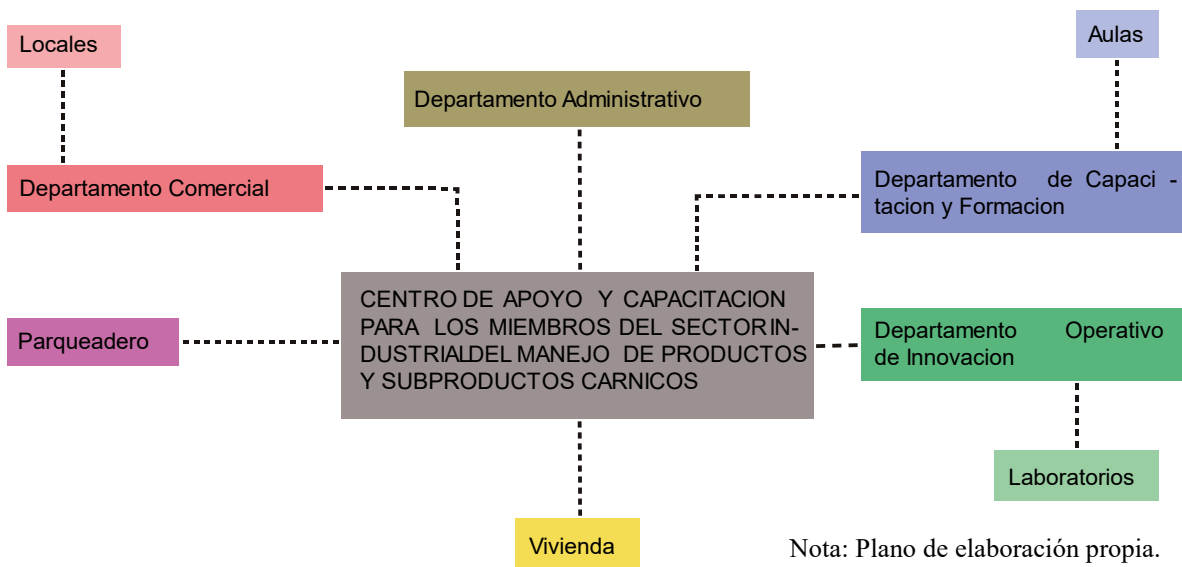 Locales
Aulas
Departamento Administrativo
Departamento Comercial
Departamento de Capaci -
tacion y Formacion
CENTRO DE APOYO Y CAPACITACION
PARA LOS MIEMBROS DEL SECTOR IN-
DUSTRIAL DEL MANEJO DE PRODUCTOS
Y SUBPRODUCTOS CARNICOS
Parqueadero
Departamento Operativo
de Innovacion
Laboratorios
Vivienda
Nota: Plano de elaboración propia.